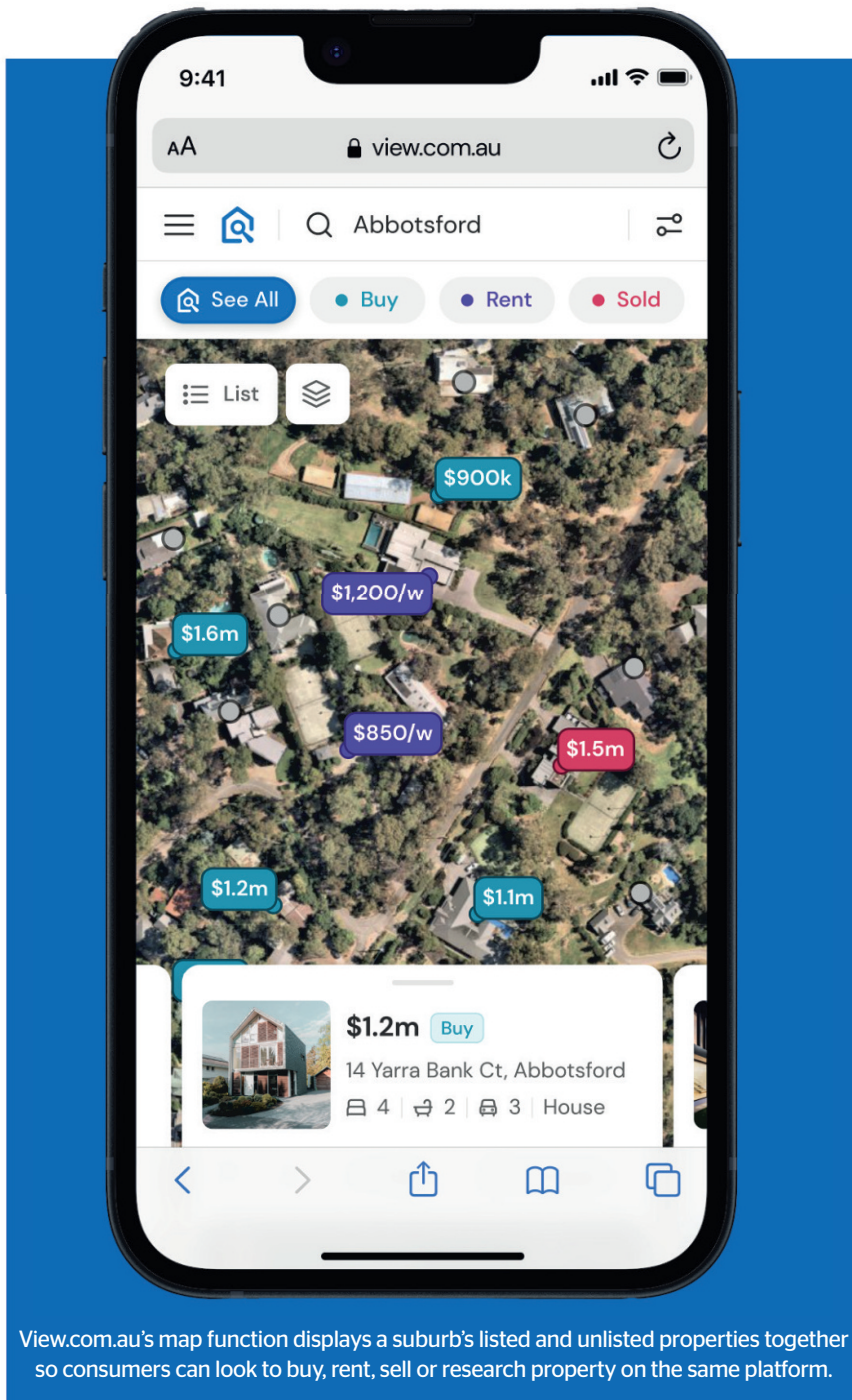 9:41
AA view.com.au
Abbotsford
See All Buy Rent Sold
List
$900k
$1,200/w
$1.6m
$850/w
$1.5m
$1.2m
$1.1m
$1.2m Buy
14 Yarra Bank Ct, Abbotsford
4 2 3 House
View.com.au’s map function displays a suburb’s listed and unlisted properties together
so consumers can look to buy, rent, sell or research property on the same platform.